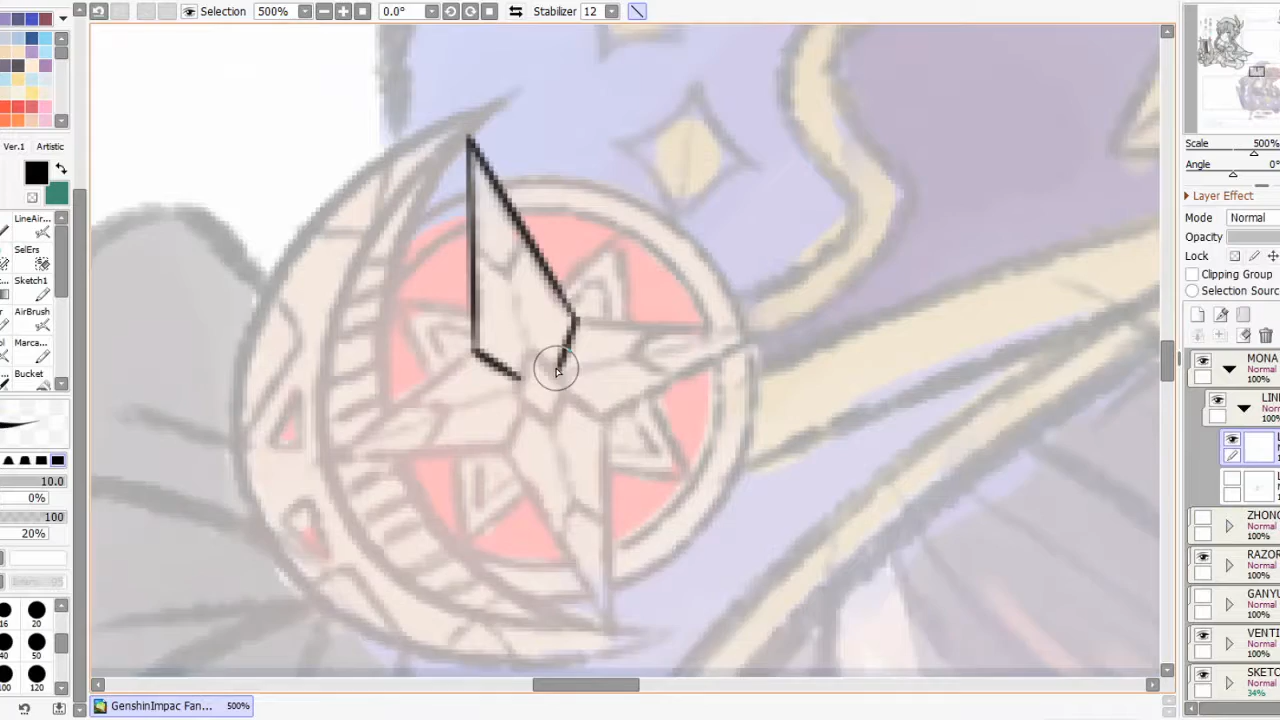 Selection 500% 0.0° Stabilizer 12
Ver.1 Artistic
LineAir...
SelErs
Sketch1
AirBrush
Marca...
Bucket
10.0
0%
100
20%
16 20
40 50
100 120
GenshinImpac Fan... 500%
Scale 500%
Angle 0°
Layer Effect
Mode Normal
Opacity
Lock
Clipping Group
Selection Sourc
MONA
Normal
100%
LIN
Normal
100%
ZHONG
Normal
100%
RAZOR
Normal
100%
GANYU
Normal
100%
VENTI
Normal
100%
SKETC
Normal
34%